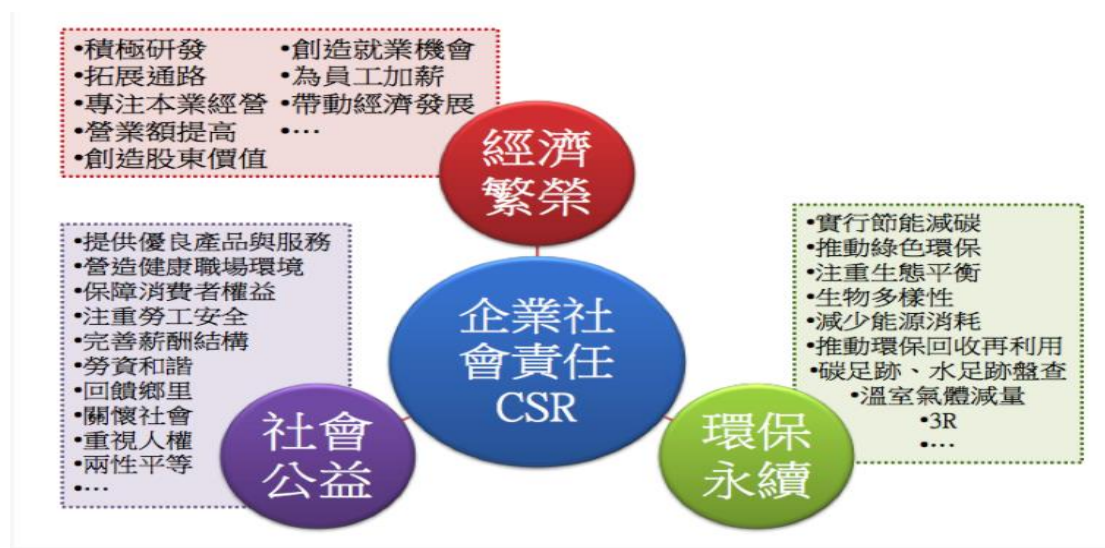 •積極研發
•拓展通路
•專注本業經營
•營業額提高
•創造股東價值
•創造就業機會
•為員工加薪
•帶動經濟發展
•…
經濟
繁榮
•提供優良產品與服務
•營造健康職場環境
•保障消費者權益
•注重勞工安全
•完善薪酬結構
•勞資和諧
•回饋鄉里
•關懷社會
•重視人權
•兩性平等
•…
社會
公益
企業社
會責任
CSR
•實行節能減碳
•推動綠色環保
•注重生態平衡
•生物多樣性
•減少能源消耗
•推動環保回收再利用
•碳足跡、水足跡盤查
•溫室氣體減量
•3R
•…
環保
永續